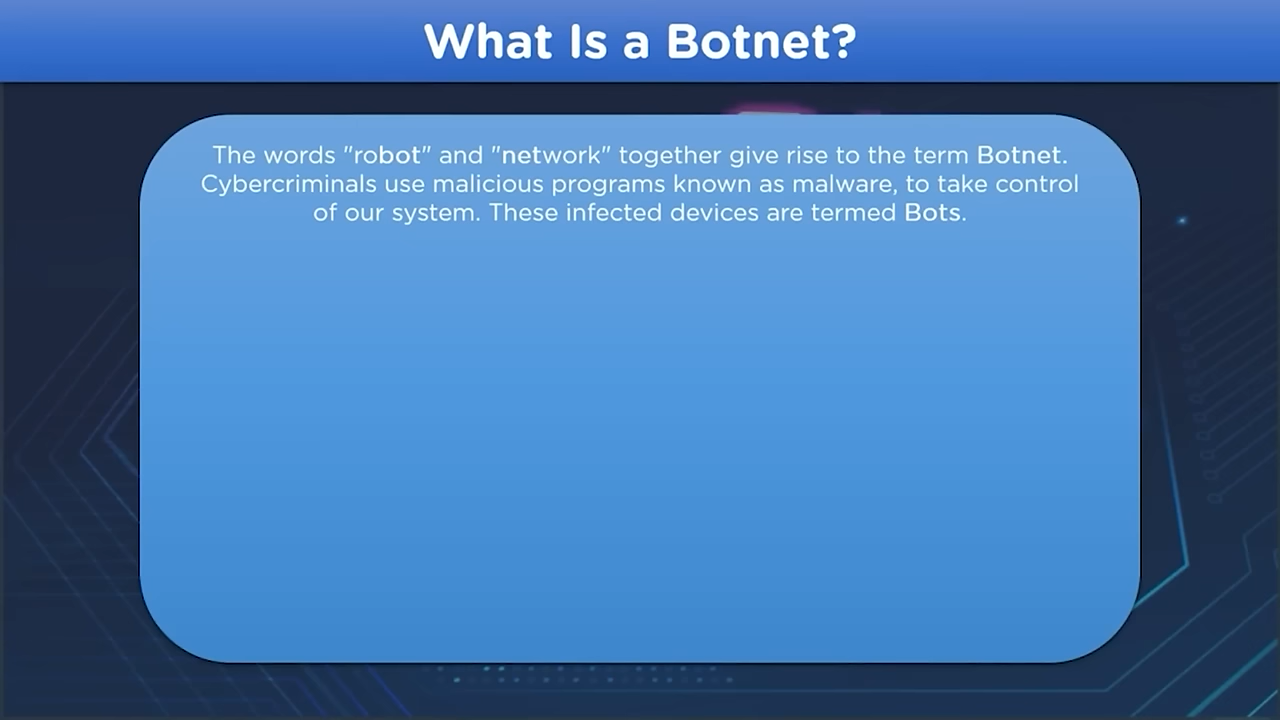 What Is a Botnet?
The words "robot" and "network" together give rise to the term Botnet.
Cybercriminals use malicious programs known as malware, to take control
of our system. These infected devices are termed Bots.